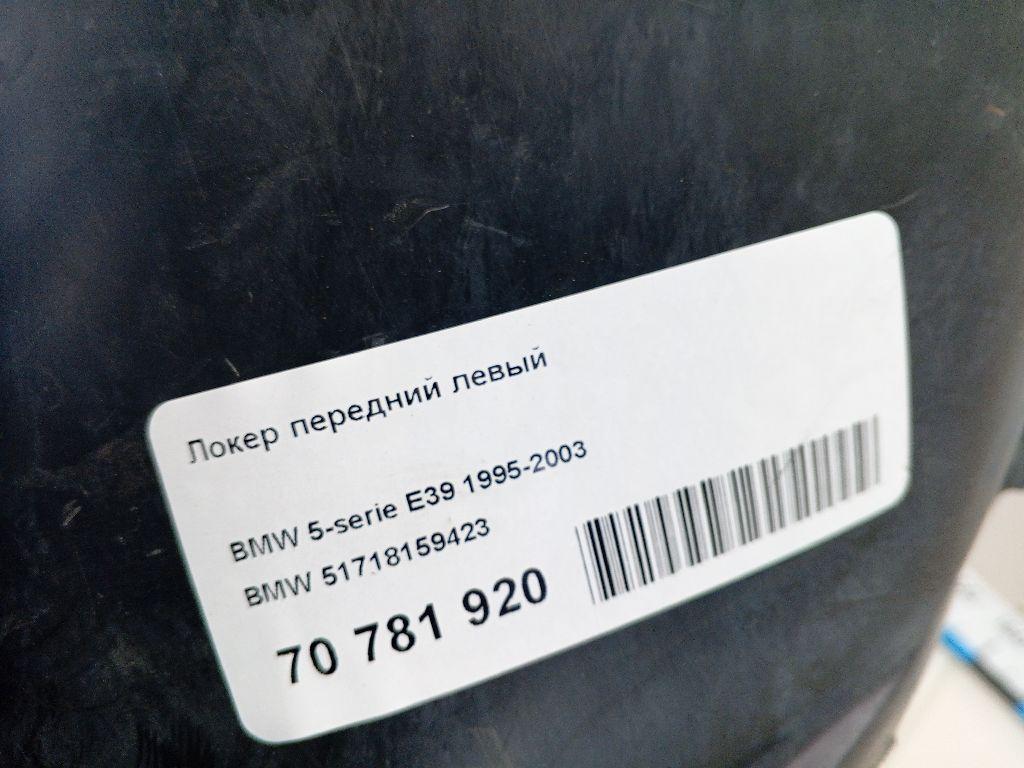 Локер передний левый
BMW 5-serie E39 1995-2003
BMW 51718159423
70 781 920